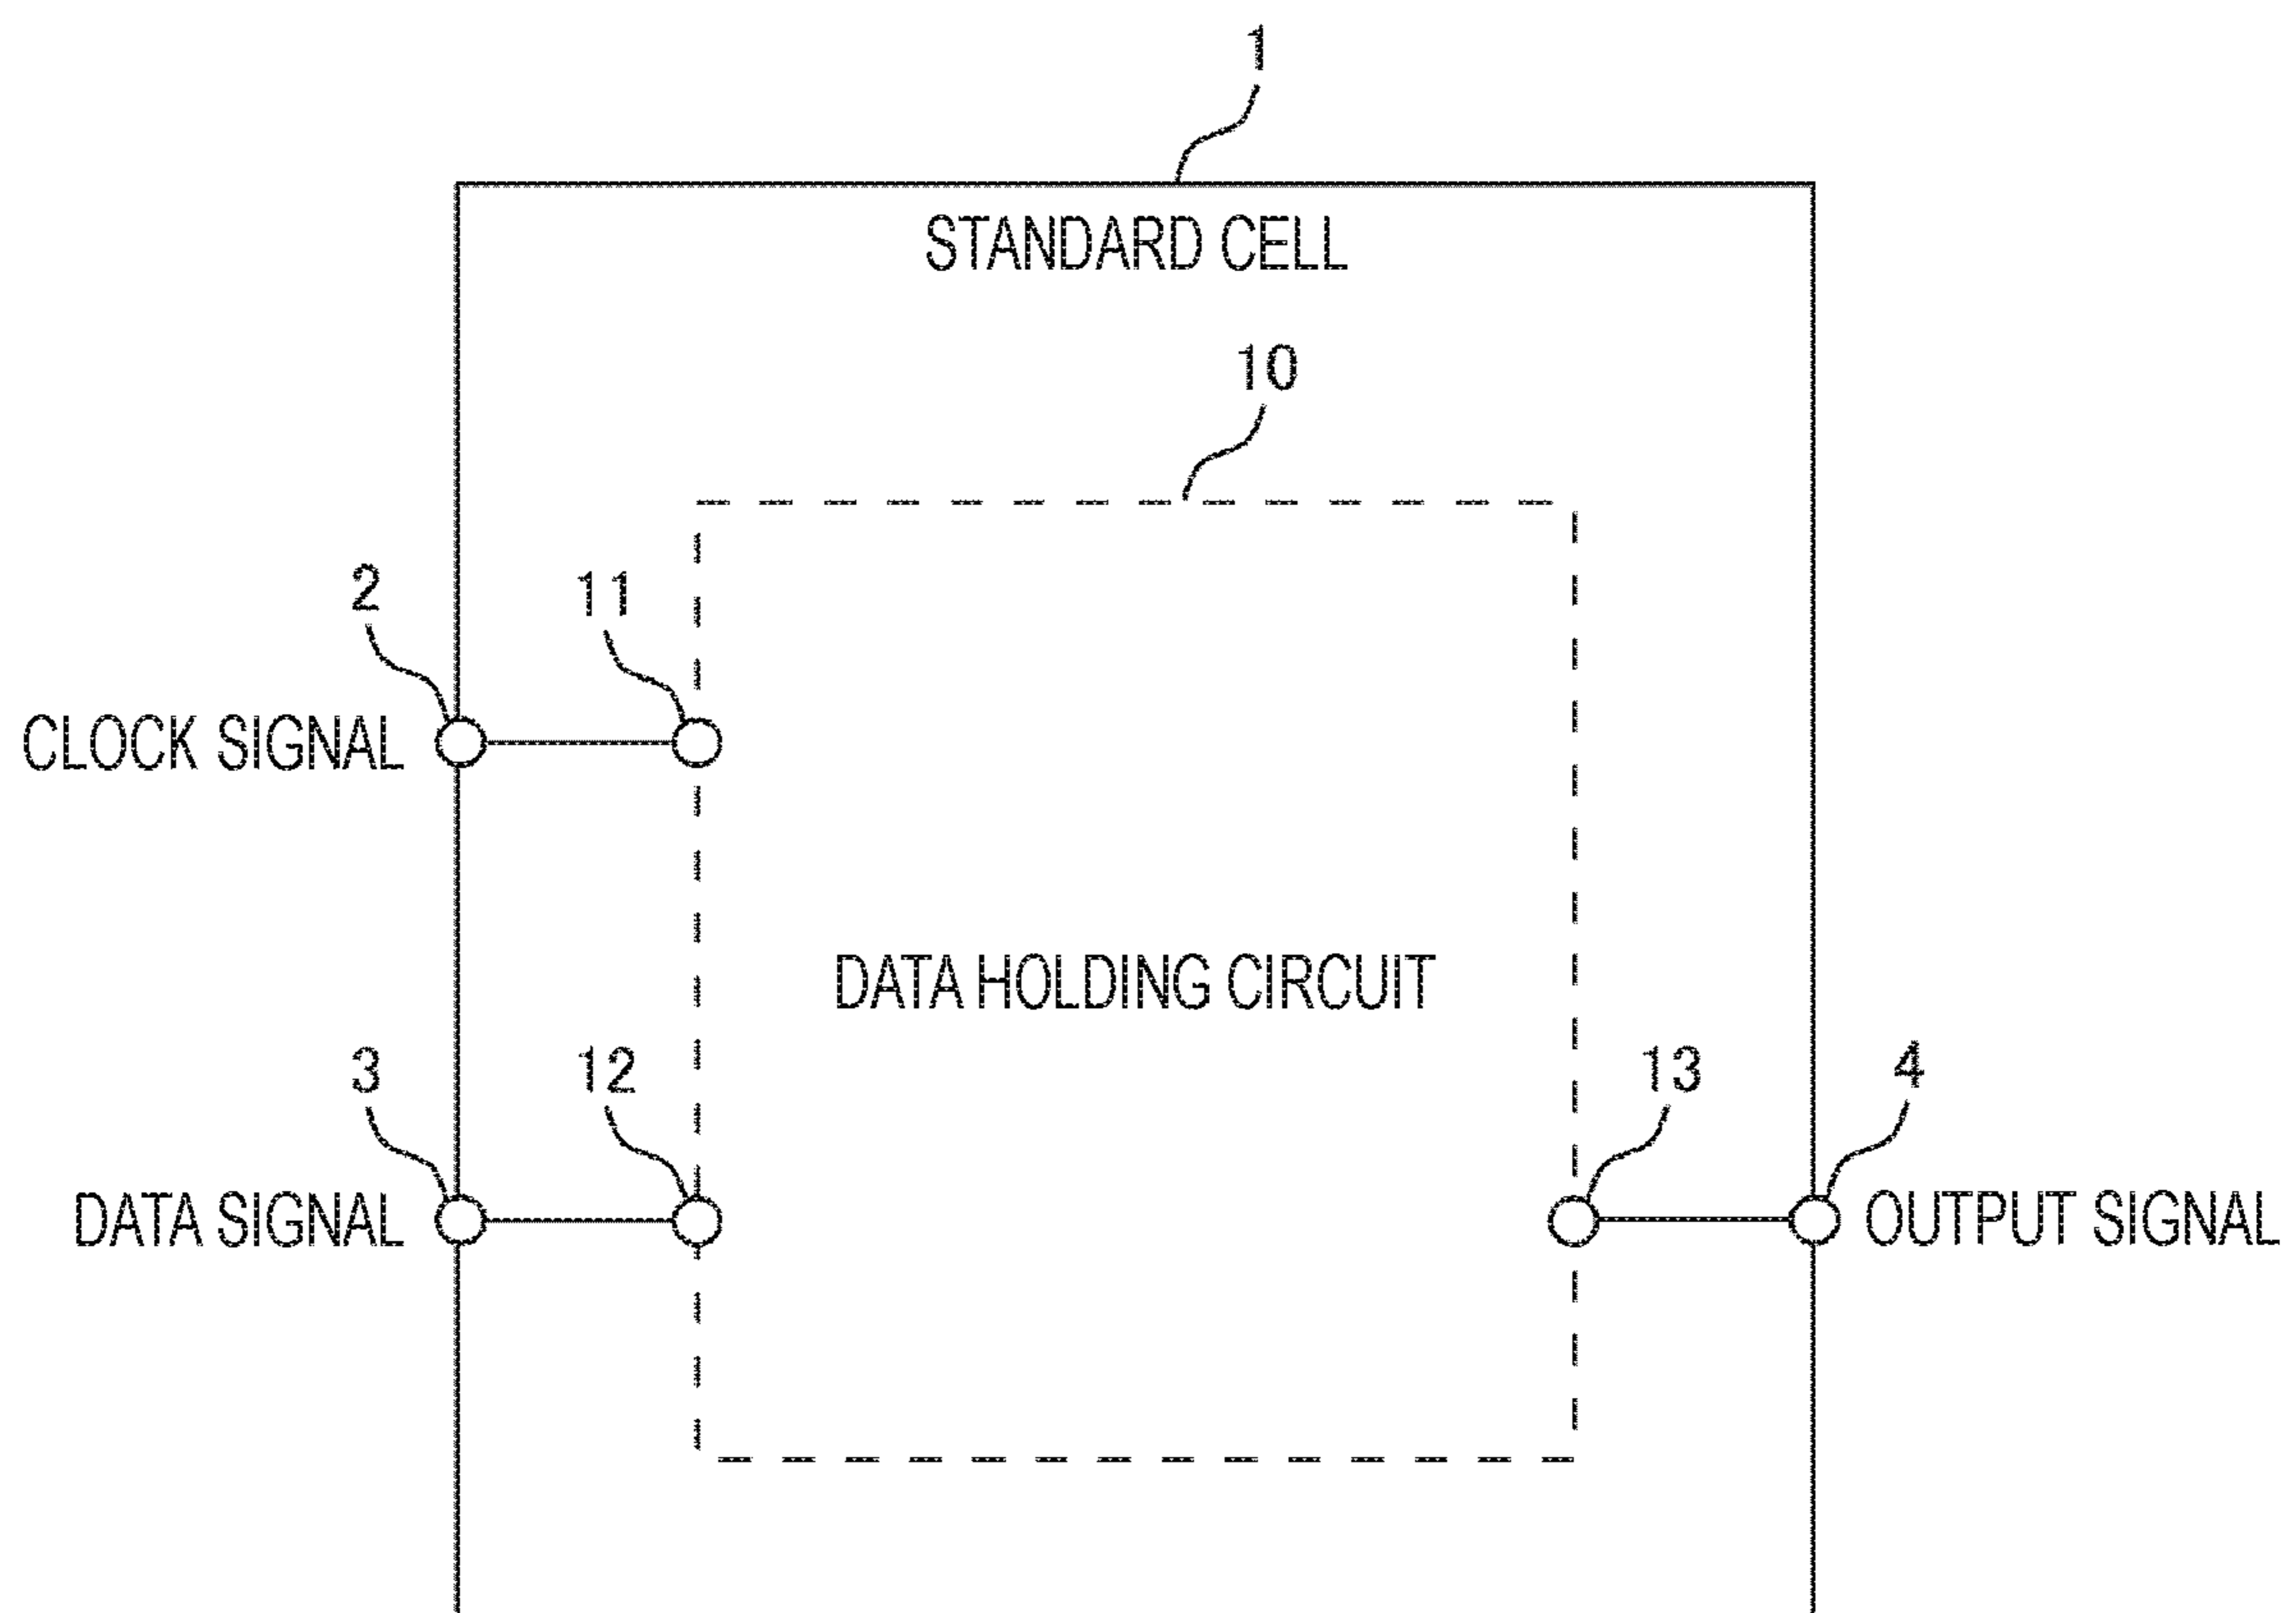 1
STANDARD CELL
10
2
11
CLOCK SIGNAL
DATA HOLDING CIRCUIT
3
12
13
4
DATA SIGNAL
OUTPUT SIGNAL